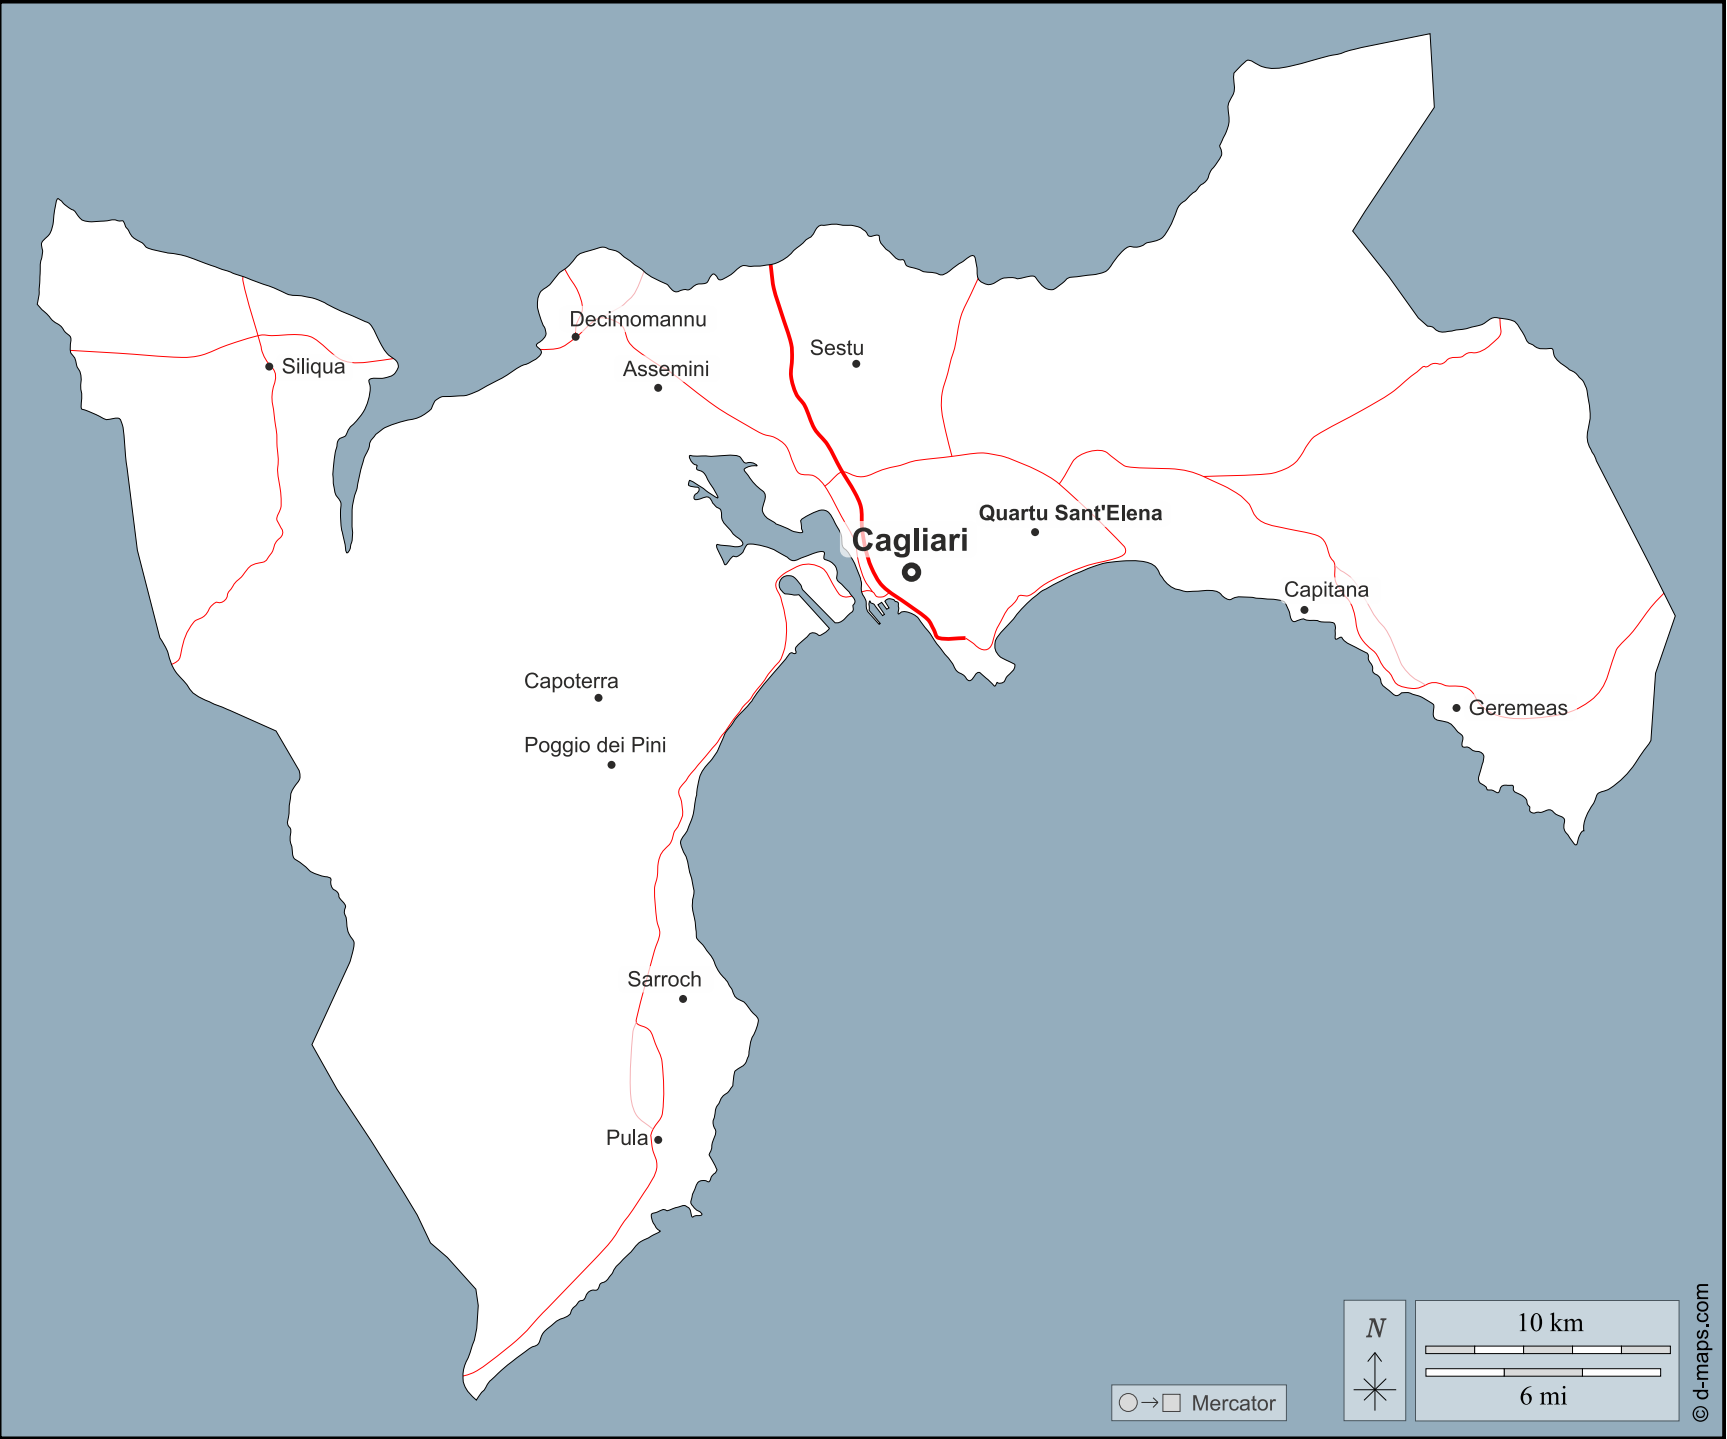 Decimomannu
Sestu
Siliqua
Assemini
Quartu Sant'Elena
Cagliari
Capitana
Capoterra
Geremeas
Poggio dei Pini
Sarroch
Pula
N
10 km
6 mi
Mercator
© d-maps.com